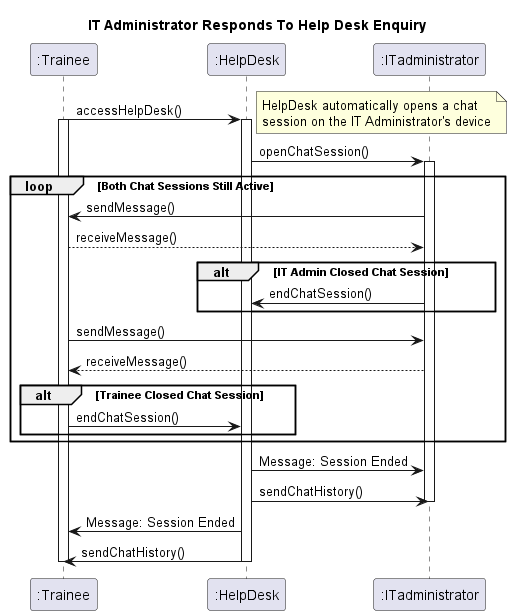 IT Administrator Responds To Help Desk Enquiry
:Trainee :HelpDesk :ITadministrator
accessHelpDesk()
HelpDesk automatically opens a chat
session on the IT Administrator's device
openChatSession()
loop [Both Chat Sessions Still Active]
sendMessage()
receiveMessage()
alt [IT Admin Closed Chat Session]
endChatSession()
sendMessage()
receiveMessage()
alt [Trainee Closed Chat Session]
endChatSession()
Message: Session Ended
sendChatHistory()
Message: Session Ended
sendChatHistory()
:Trainee :HelpDesk :ITadministrator